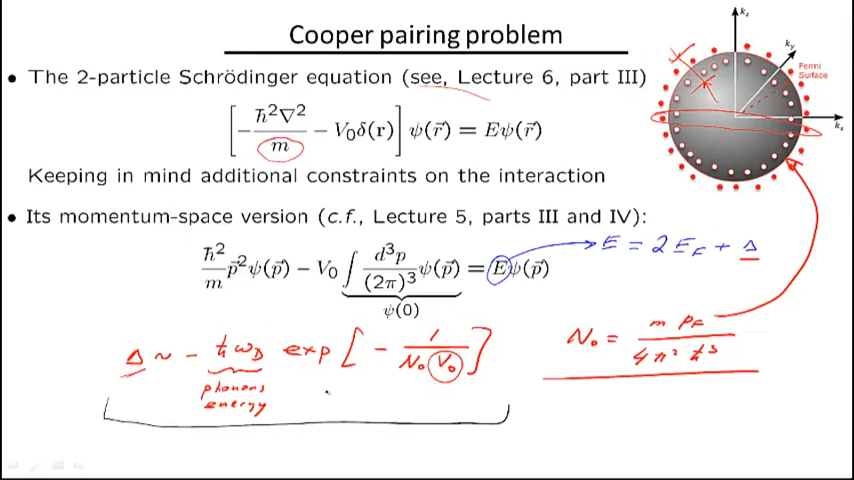 Cooper pairing problem
• The 2-particle Schrödinger equation (see, Lecture 6, part III)
[-ħ²∇²/m - V₀δ(r)] ψ(r⃗) = Eψ(r⃗)
Keeping in mind additional constraints on the interaction
• Its momentum-space version (c.f., Lecture 5, parts III and IV):
ħ²/m p⃗²ψ(p⃗) - V₀ ∫ d³p/(2π)³ ψ(p⃗) = Eψ(p⃗)
ψ(0)
E = 2E_F + Δ
Δ ~ - ħω_D exp [ - 1/(N₀V₀) ]
phonons
energy
N₀ = m p_F / 4π² ħ³
k_z
k_y
Fermi
Surface
k_x